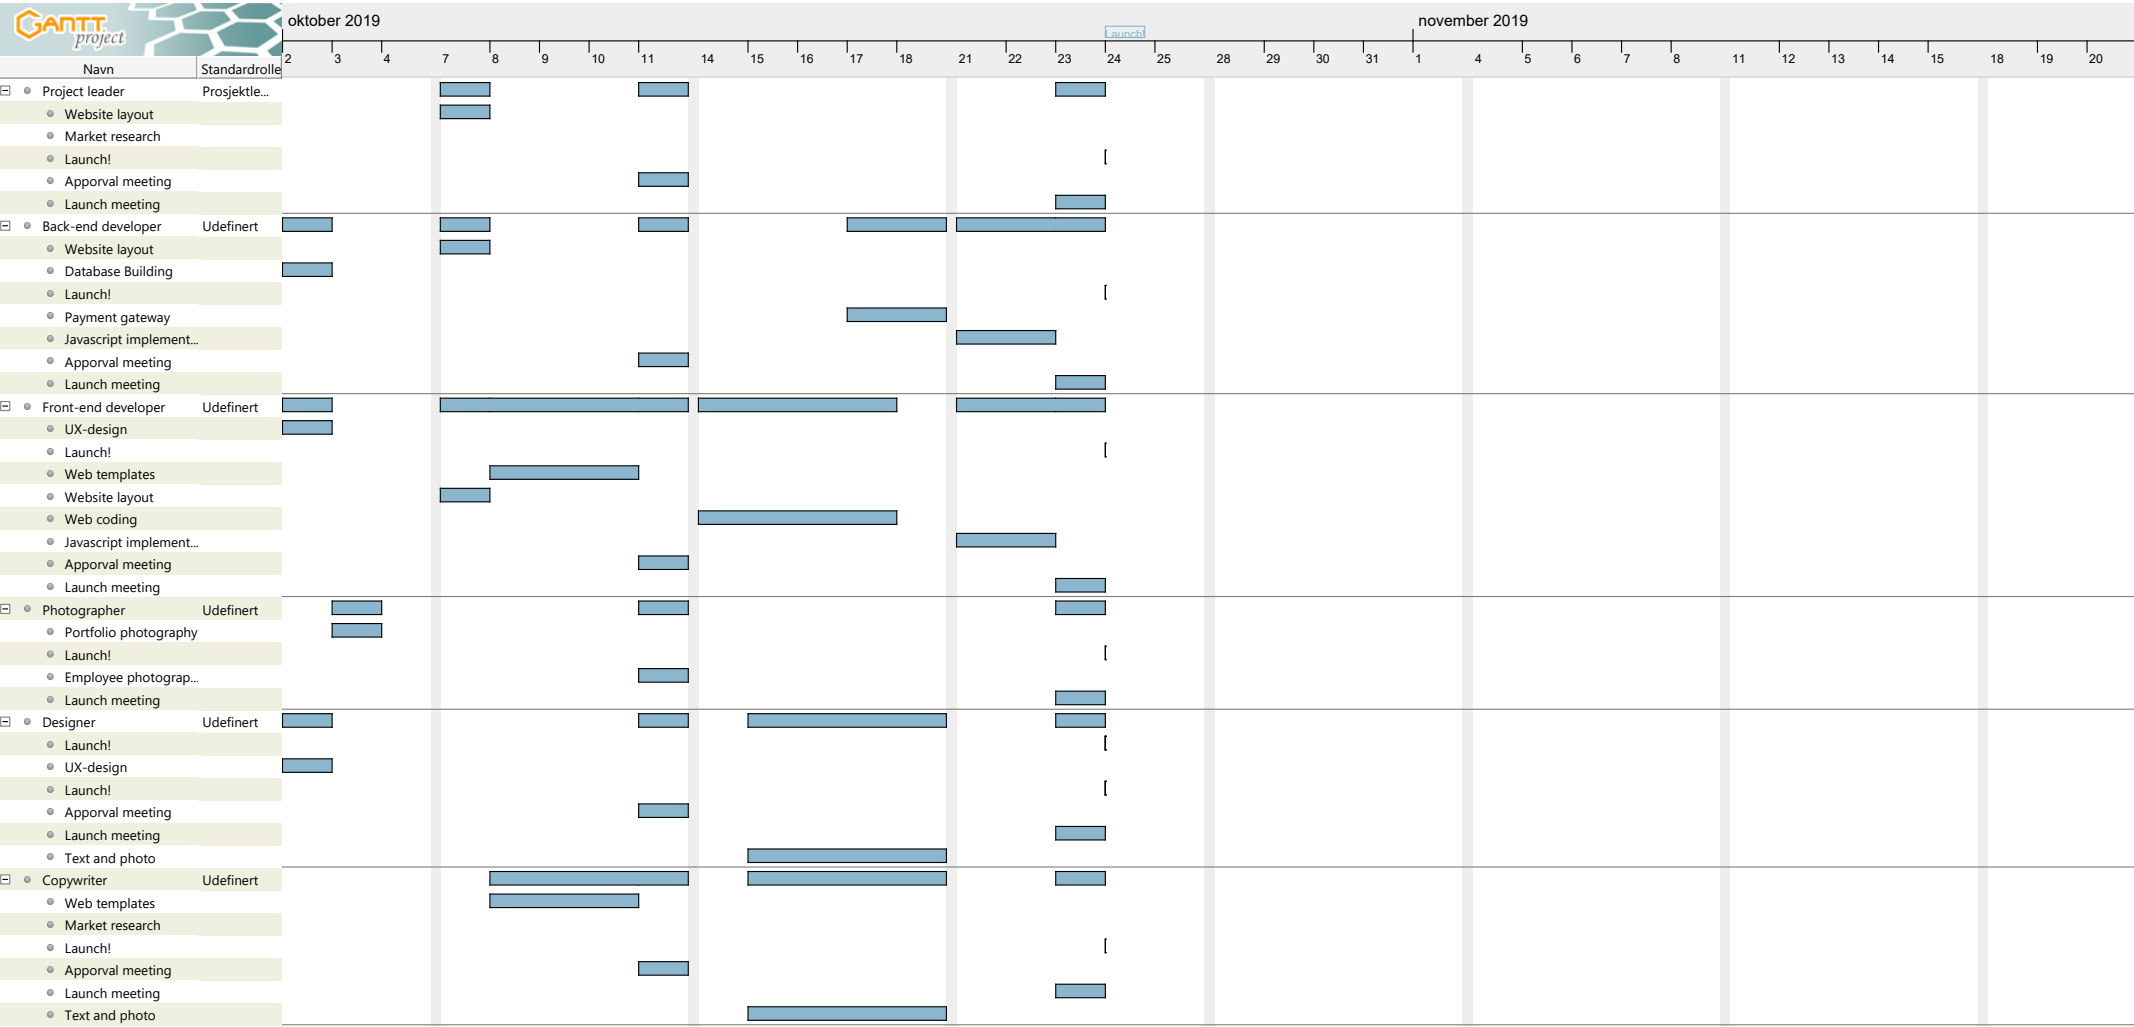 GANTT
project
oktober 2019
november 2019
Launch!
Navn Standardrolle
2 3 4 7 8 9 10 11 14 15 16 17 18 21 22 23 24 25 28 29 30 31 1 4 5 6 7 8 11 12 13 14 15 18 19 20
Project leader Prosjektle...
Website layout
Market research
Launch!
Apporval meeting
Launch meeting
Back-end developer Udefinert
Website layout
Database Building
Launch!
Payment gateway
Javascript implement...
Apporval meeting
Launch meeting
Front-end developer Udefinert
UX-design
Launch!
Web templates
Website layout
Web coding
Javascript implement...
Apporval meeting
Launch meeting
Photographer Udefinert
Portfolio photography
Launch!
Employee photograp...
Launch meeting
Designer Udefinert
Launch!
UX-design
Launch!
Apporval meeting
Launch meeting
Text and photo
Copywriter Udefinert
Web templates
Market research
Launch!
Apporval meeting
Launch meeting
Text and photo